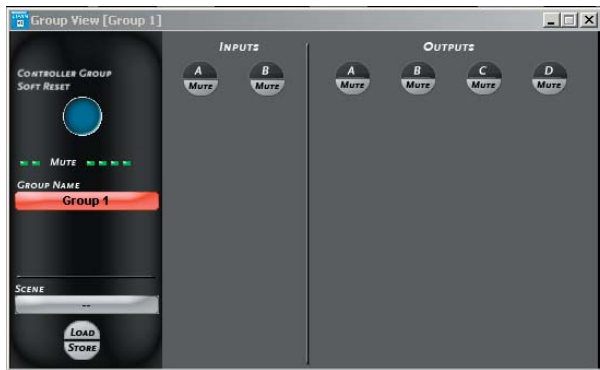 Group View [Group 1]
CONTROLLER GROUP
SOFT RESET
MUTE
GROUP NAME
Group 1
SCENE
--
LOAD
STORE
INPUTS
A
MUTE
B
MUTE
OUTPUTS
A
MUTE
B
MUTE
C
MUTE
D
MUTE